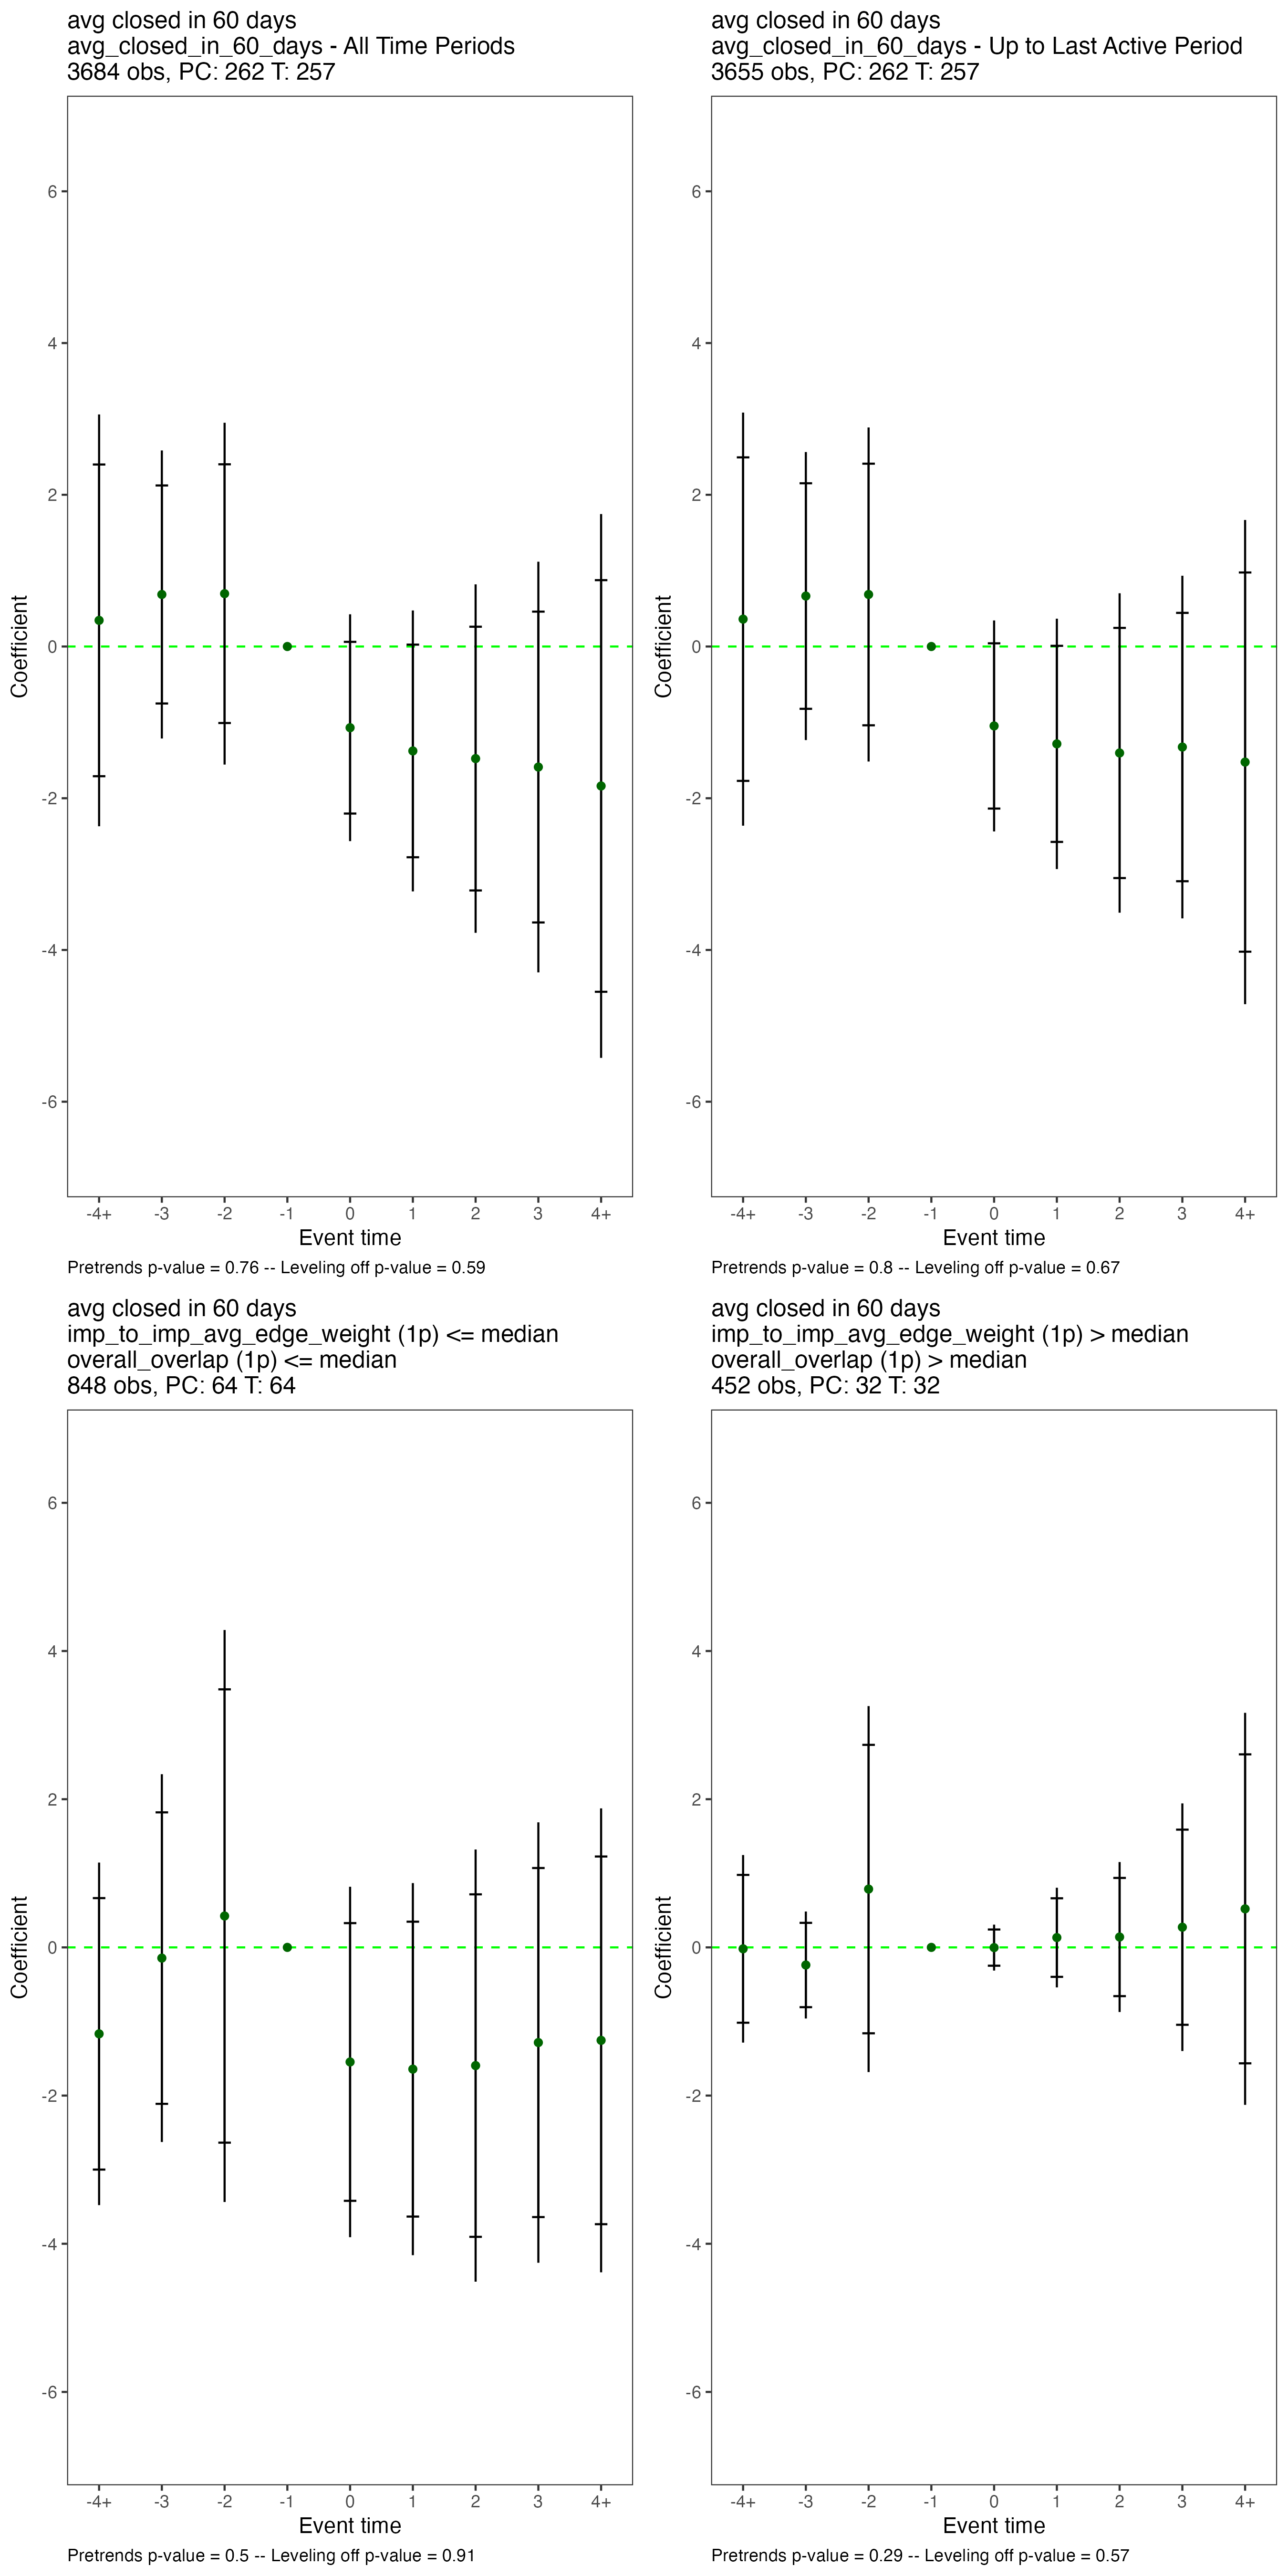 avg closed in 60 days
avg_closed_in_60_days - All Time Periods
3684 obs, PC: 262 T: 257
6
4
2
0
-2
-4
-6
Coefficient
-4+ -3 -2 -1 0 1 2 3 4+
Event time
Pretrends p-value = 0.76 -- Leveling off p-value = 0.59
avg closed in 60 days
avg_closed_in_60_days - Up to Last Active Period
3655 obs, PC: 262 T: 257
6
4
2
0
-2
-4
-6
Coefficient
-4+ -3 -2 -1 0 1 2 3 4+
Event time
Pretrends p-value = 0.8 -- Leveling off p-value = 0.67
avg closed in 60 days
imp_to_imp_avg_edge_weight (1p) <= median
overall_overlap (1p) <= median
848 obs, PC: 64 T: 64
6
4
2
0
-2
-4
-6
Coefficient
-4+ -3 -2 -1 0 1 2 3 4+
Event time
Pretrends p-value = 0.5 -- Leveling off p-value = 0.91
avg closed in 60 days
imp_to_imp_avg_edge_weight (1p) > median
overall_overlap (1p) > median
452 obs, PC: 32 T: 32
6
4
2
0
-2
-4
-6
Coefficient
-4+ -3 -2 -1 0 1 2 3 4+
Event time
Pretrends p-value = 0.29 -- Leveling off p-value = 0.57